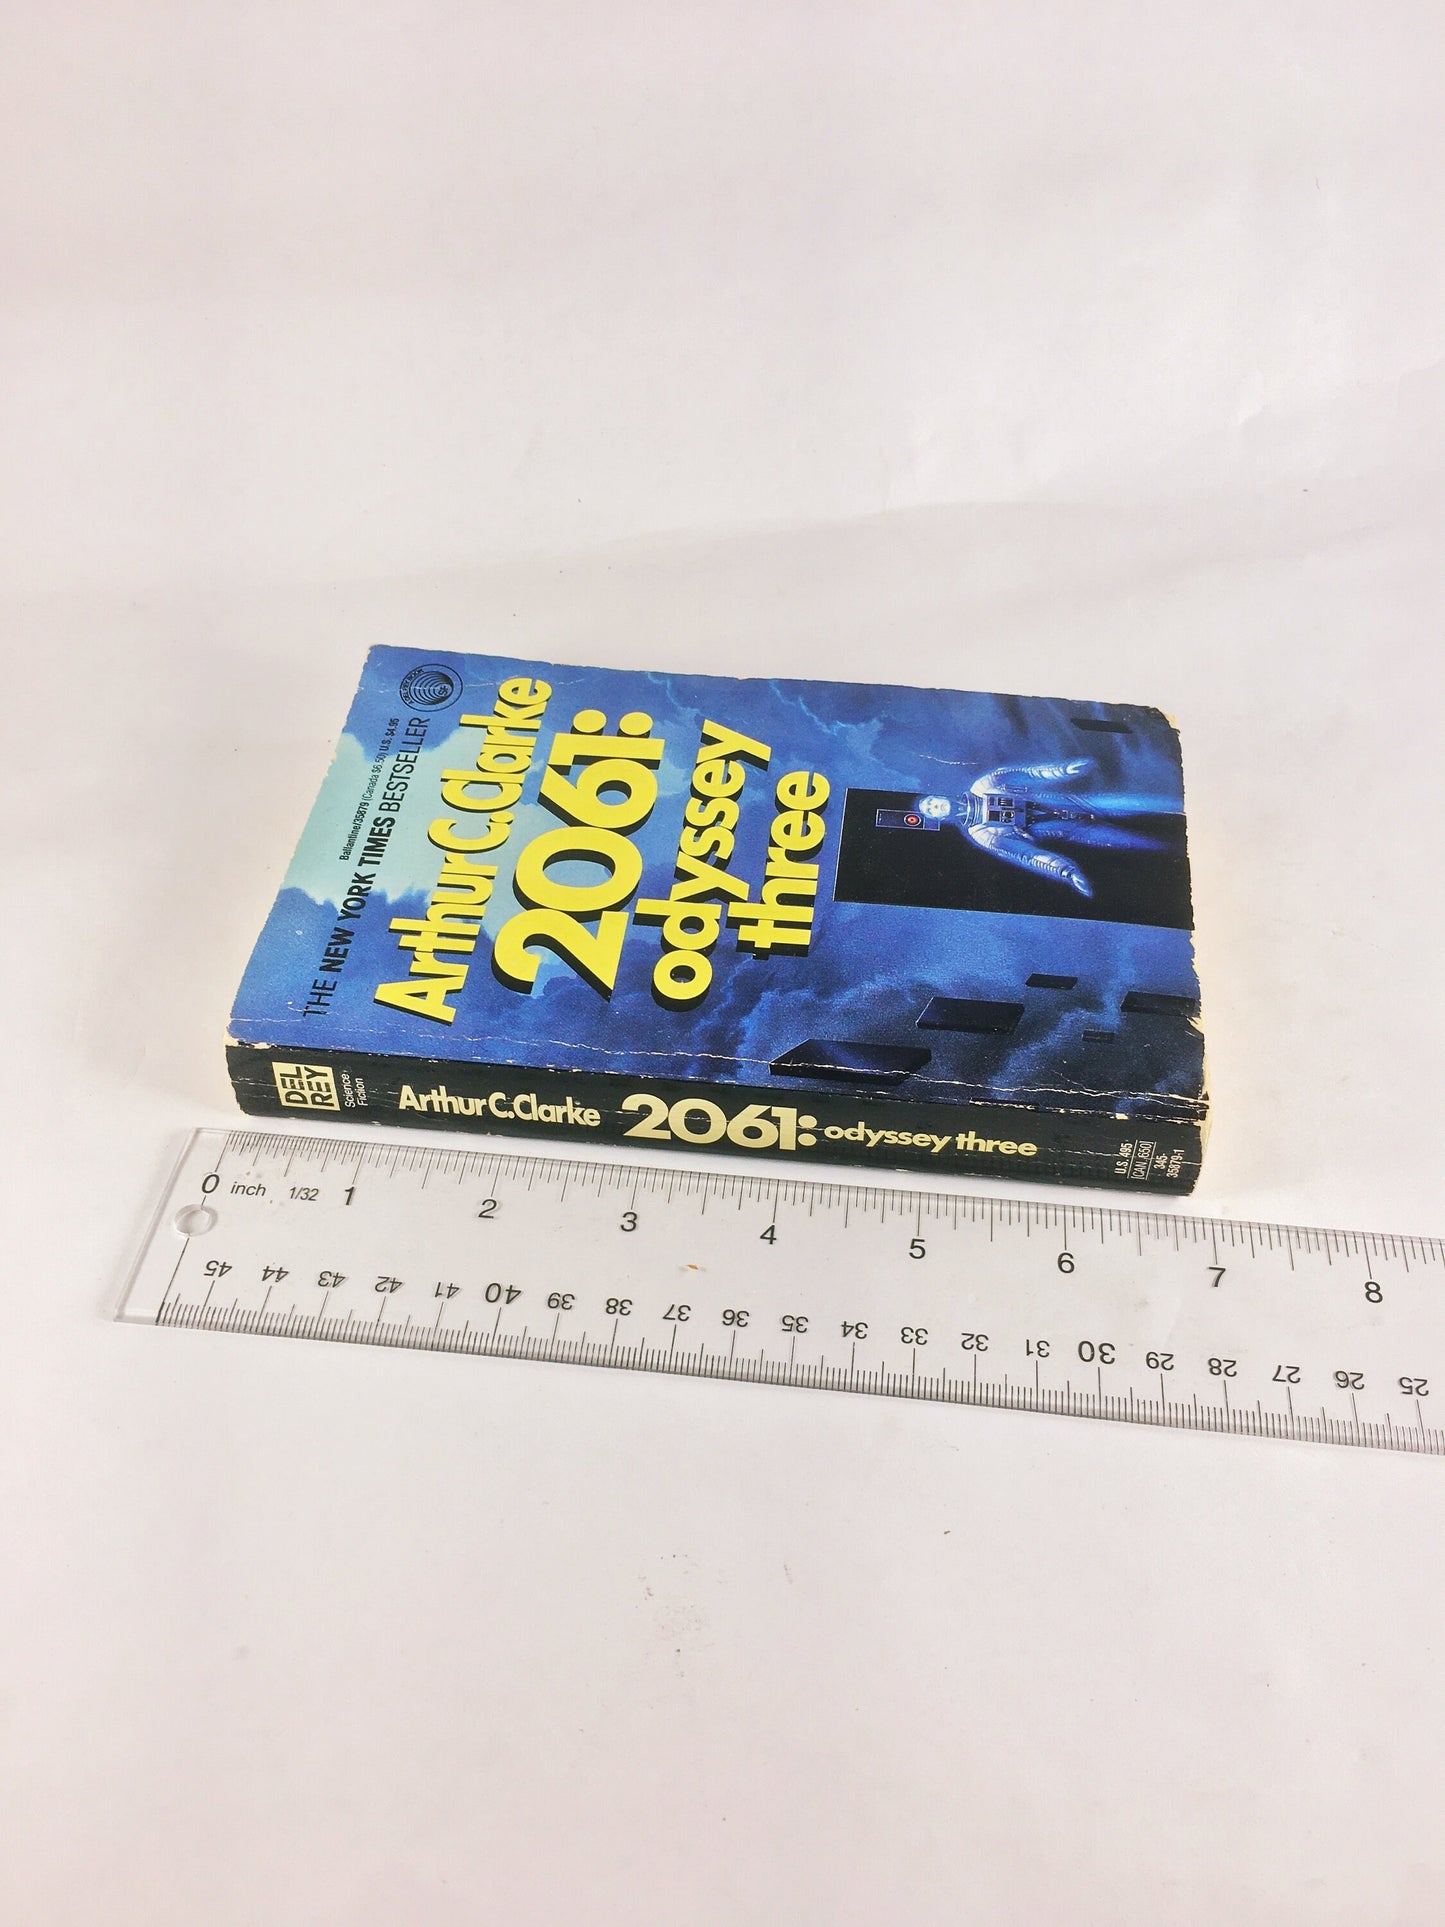 Ballantine/35879 (Canada $6.50) U.S. $4.95
SF
THE NEW YORK TIMES BESTSELLER
Arthur C. Clarke
2061:
odyssey
three
DEL
REY
Science
Fiction
Arthur C. Clarke 2061: odyssey three
U.S. 495
[CAN. 650]
345-
35879-1
0 inch 1/32 1 2 3 4 5 6 7 8
45 44 43 42 41 40 39 38 37 36 35 34 33 32 31 30 29 28 27 26 25